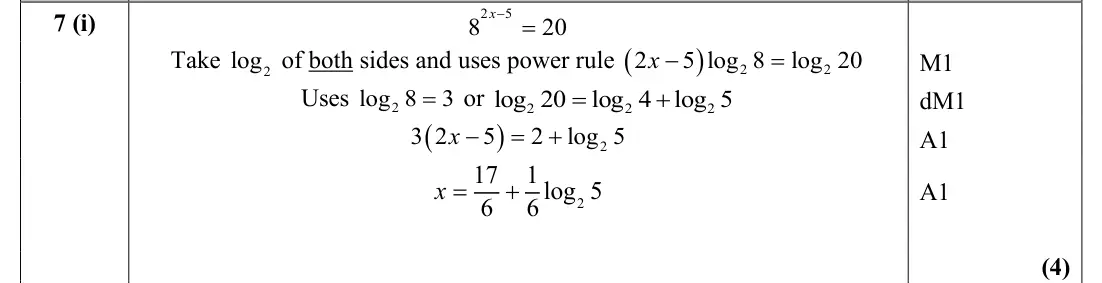 7 (i)
8^{2x−5} = 20
Take log₂ of both sides and uses power rule (2x − 5)log₂ 8 = log₂ 20 M1
Uses log₂ 8 = 3 or log₂ 20 = log₂ 4 + log₂ 5 dM1
3(2x − 5) = 2 + log₂ 5 A1
x = 17/6 + 1/6 log₂ 5 A1
(4)